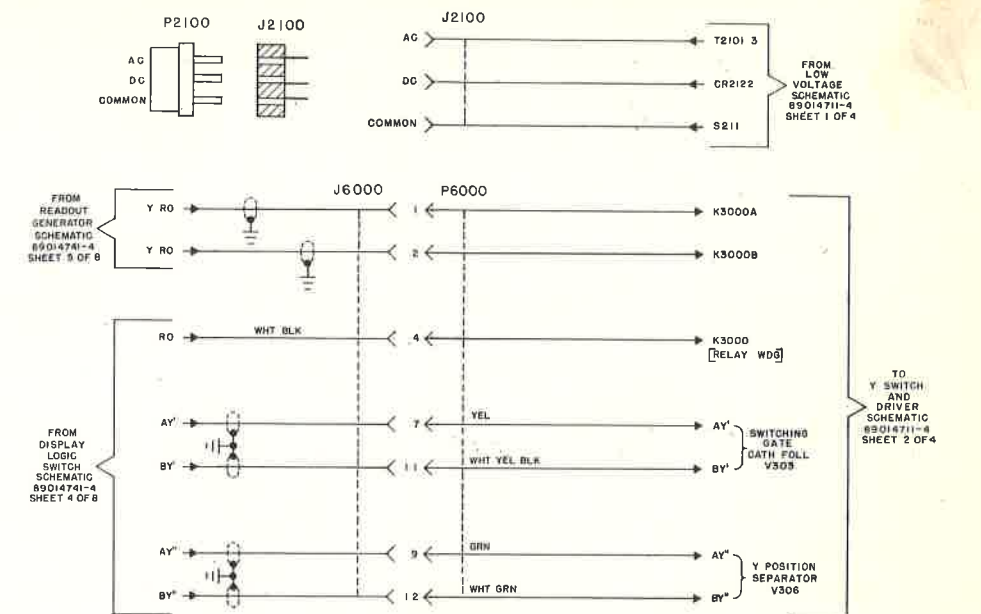 P2100
J2100
J2100
AC
DC
COMMON
AC
T2101 3
DC
CR2122
COMMON
S211
FROM
LOW
VOLTAGE
SCHEMATIC
89014711-4
SHEET 1 OF 4
J6000
P6000
FROM
READOUT
GENERATOR
SCHEMATIC
89014741-4
SHEET 5 OF 8
Y RO
1
K3000A
Y RO
2
K3000B
RO
WHT BLK
4
K3000
[RELAY WDG]
FROM
DISPLAY
LOGIC
SWITCH
SCHEMATIC
89014741-4
SHEET 4 OF 8
AY'
7
YEL
AY'
BY'
11
WHT YEL BLK
BY'
SWITCHING
GATE
CATH FOLL
V305
AY"
9
GRN
AY"
BY"
12
WHT GRN
BY"
Y POSITION
SEPARATOR
V306
TO
Y SWITCH
AND
DRIVER
SCHEMATIC
89014711-4
SHEET 2 OF 4